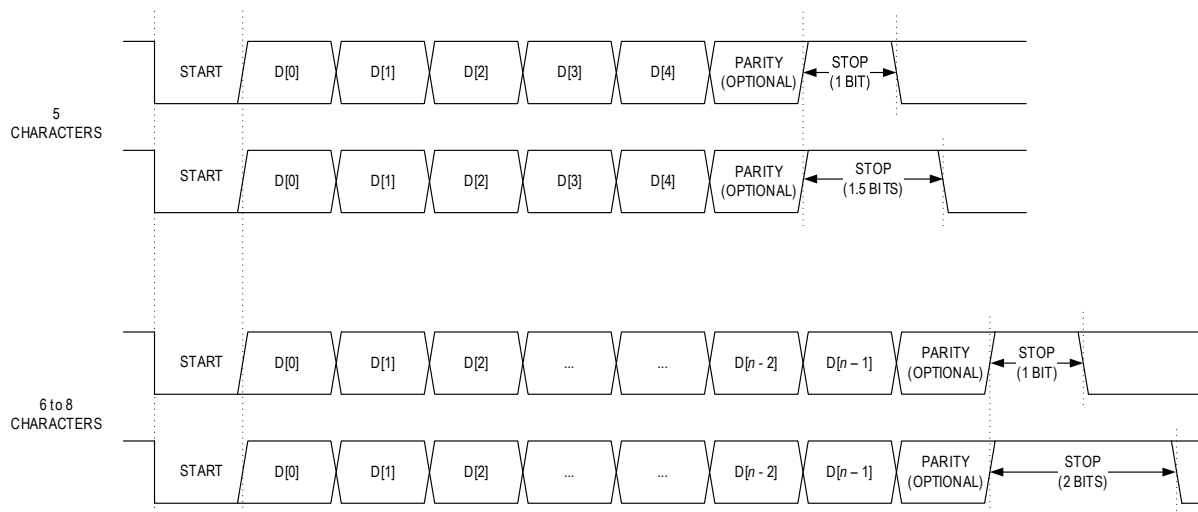 START D[0] D[1] D[2] D[3] D[4] PARITY (OPTIONAL) STOP (1 BIT)
5 CHARACTERS
START D[0] D[1] D[2] D[3] D[4] PARITY (OPTIONAL) STOP (1.5 BITS)
START D[0] D[1] D[2] ... ... D[n - 2] D[n – 1] PARITY (OPTIONAL) STOP (1 BIT)
6 to 8 CHARACTERS
START D[0] D[1] D[2] ... ... D[n - 2] D[n – 1] PARITY (OPTIONAL) STOP (2 BITS)